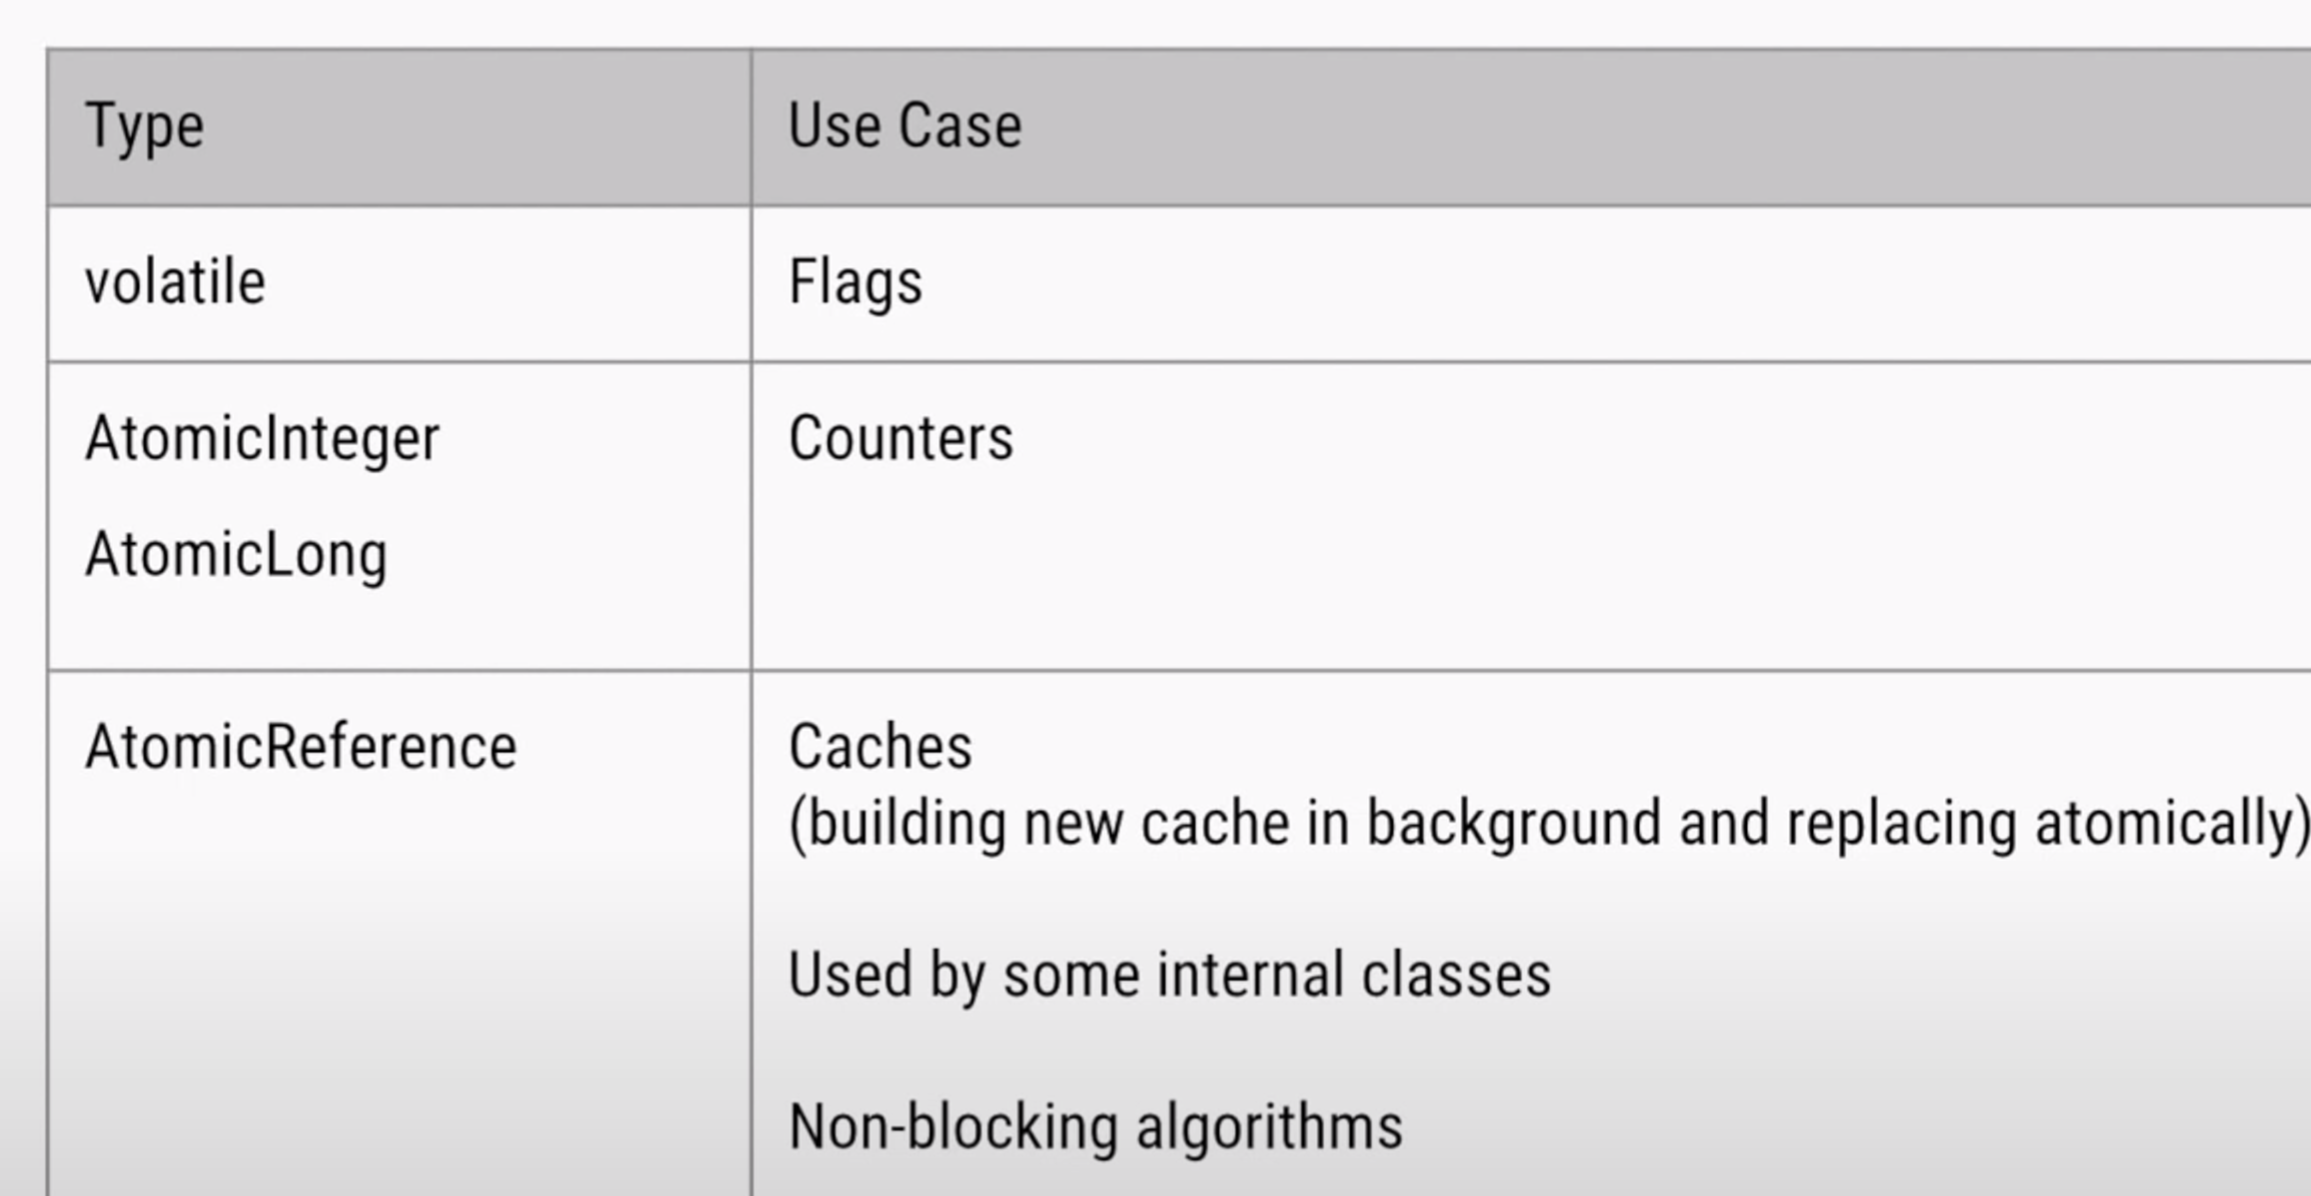 Type
Use Case
volatile
Flags
AtomicInteger
Counters
AtomicLong
AtomicReference
Caches
(building new cache in background and replacing atomically)
Used by some internal classes
Non-blocking algorithms